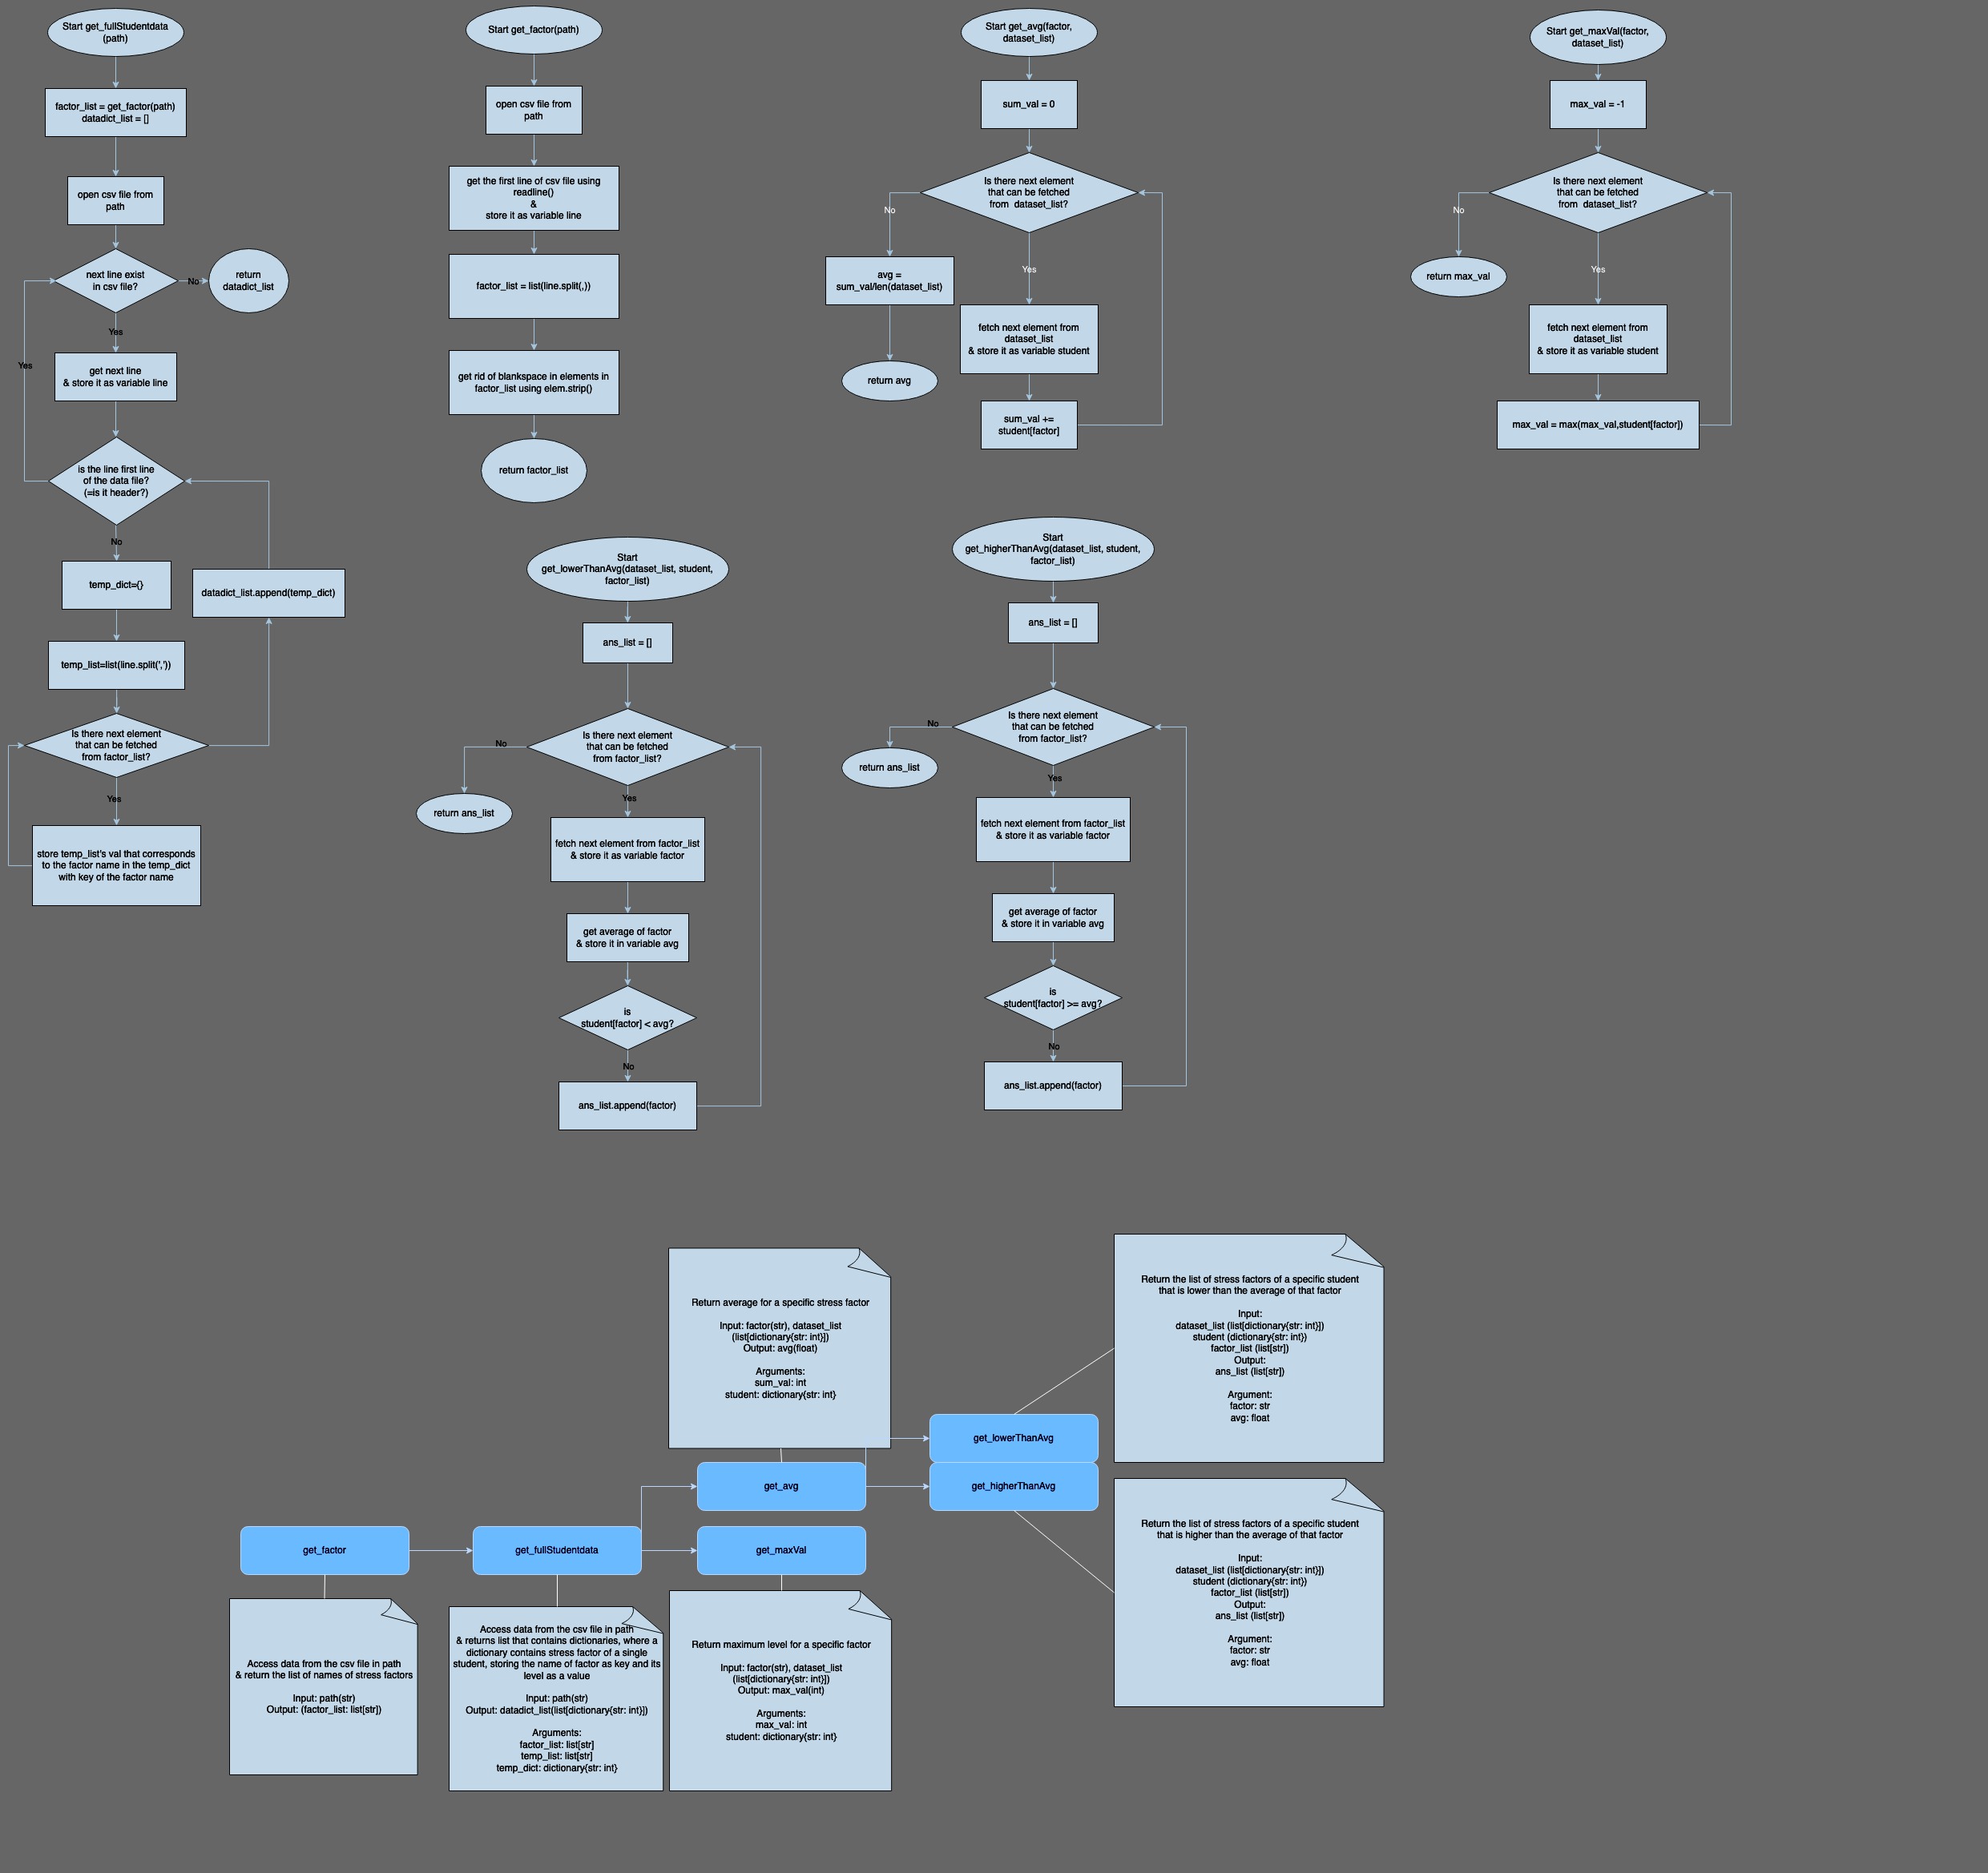 Start get_fullStudentdata
(path)
factor_list = get_factor(path)
datadict_list = []
open csv file from
path
next line exist
in csv file?
No
return
datadict_list
Yes
get next line
& store it as variable line
Yes
is the line first line
of the data file?
(=is it header?)
No
temp_dict={}
datadict_list.append(temp_dict)
temp_list=list(line.split(','))
Is there next element
that can be fetched
from factor_list?
Yes
store temp_list's val that corresponds
to the factor name in the temp_dict
with key of the factor name
Start get_factor(path)
open csv file from
path
get the first line of csv file using
readline()
&
store it as variable line
factor_list = list(line.split(,))
get rid of blankspace in elements in
factor_list using elem.strip()
return factor_list
Start get_avg(factor,
dataset_list)
sum_val = 0
Is there next element
that can be fetched
from  dataset_list?
No
avg =
sum_val/len(dataset_list)
return avg
Yes
fetch next element from
dataset_list
& store it as variable student
sum_val +=
student[factor]
Start get_maxVal(factor,
dataset_list)
max_val = -1
Is there next element
that can be fetched
from  dataset_list?
No
return max_val
Yes
fetch next element from
dataset_list
& store it as variable student
max_val = max(max_val,student[factor])
Start
get_lowerThanAvg(dataset_list, student,
factor_list)
ans_list = []
Is there next element
that can be fetched
from factor_list?
No
return ans_list
Yes
fetch next element from factor_list
& store it as variable factor
get average of factor
& store it in variable avg
is
student[factor] < avg?
No
ans_list.append(factor)
Start
get_higherThanAvg(dataset_list, student,
factor_list)
ans_list = []
Is there next element
that can be fetched
from factor_list?
No
return ans_list
Yes
fetch next element from factor_list
& store it as variable factor
get average of factor
& store it in variable avg
is
student[factor] >= avg?
No
ans_list.append(factor)
Return average for a specific stress factor
Input: factor(str), dataset_list
(list[dictionary{str: int}])
Output: avg(float)
Arguments:
sum_val: int
student: dictionary{str: int}
Return the list of stress factors of a specific student
that is lower than the average of that factor
Input:
dataset_list (list[dictionary{str: int}])
student (dictionary{str: int})
factor_list (list[str])
Output:
ans_list (list[str])
Argument:
factor: str
avg: float
get_lowerThanAvg
get_avg
get_higherThanAvg
get_factor
get_fullStudentdata
get_maxVal
Return the list of stress factors of a specific student
that is higher than the average of that factor
Input:
dataset_list (list[dictionary{str: int}])
student (dictionary{str: int})
factor_list (list[str])
Output:
ans_list (list[str])
Argument:
factor: str
avg: float
Access data from the csv file in path
& return the list of names of stress factors
Input: path(str)
Output: (factor_list: list[str])
Access data from the csv file in path
& returns list that contains dictionaries, where a
dictionary contains stress factor of a single
student, storing the name of factor as key and its
level as a value
Input: path(str)
Output: datadict_list(list[dictionary{str: int}])
Arguments:
factor_list: list[str]
temp_list: list[str]
temp_dict: dictionary{str: int}
Return maximum level for a specific factor
Input: factor(str), dataset_list
(list[dictionary{str: int}])
Output: max_val(int)
Arguments:
max_val: int
student: dictionary{str: int}